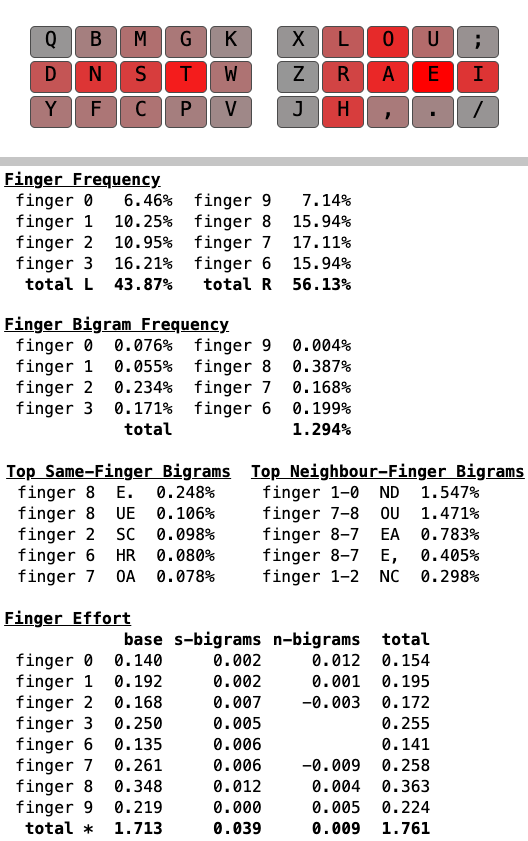 Q B M G K X L O U ;
D N S T W Z R A E I
Y F C P V J H , . /
Finger Frequency
finger 0 6.46% finger 9 7.14%
finger 1 10.25% finger 8 15.94%
finger 2 10.95% finger 7 17.11%
finger 3 16.21% finger 6 15.94%
total L 43.87% total R 56.13%
Finger Bigram Frequency
finger 0 0.076% finger 9 0.004%
finger 1 0.055% finger 8 0.387%
finger 2 0.234% finger 7 0.168%
finger 3 0.171% finger 6 0.199%
total 1.294%
Top Same-Finger Bigrams Top Neighbour-Finger Bigrams
finger 8 E. 0.248% finger 1-0 ND 1.547%
finger 8 UE 0.106% finger 7-8 OU 1.471%
finger 2 SC 0.098% finger 8-7 EA 0.783%
finger 6 HR 0.080% finger 8-7 E, 0.405%
finger 7 OA 0.078% finger 1-2 NC 0.298%
Finger Effort
base s-bigrams n-bigrams total
finger 0 0.140 0.002 0.012 0.154
finger 1 0.192 0.002 0.001 0.195
finger 2 0.168 0.007 -0.003 0.172
finger 3 0.250 0.005 0.255
finger 6 0.135 0.006 0.141
finger 7 0.261 0.006 -0.009 0.258
finger 8 0.348 0.012 0.004 0.363
finger 9 0.219 0.000 0.005 0.224
total * 1.713 0.039 0.009 1.761